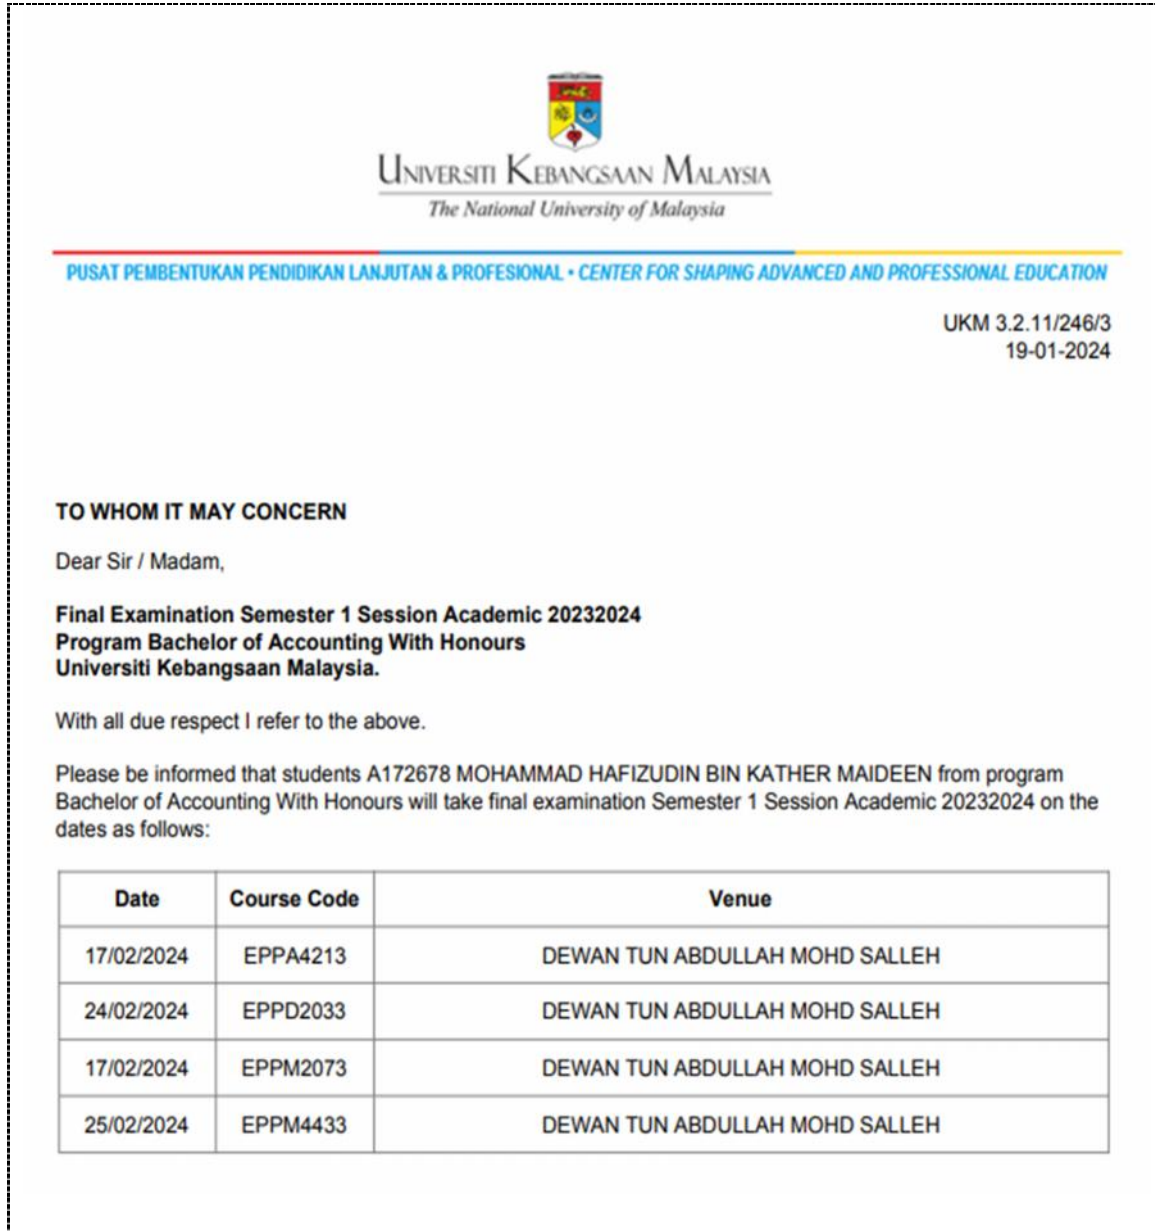 UNIVERSITI KEBANGSAAN MALAYSIA
The National University of Malaysia
PUSAT PEMBENTUKAN PENDIDIKAN LANJUTAN & PROFESIONAL • CENTER FOR SHAPING ADVANCED AND PROFESSIONAL EDUCATION
UKM 3.2.11/246/3
19-01-2024
TO WHOM IT MAY CONCERN
Dear Sir / Madam,
Final Examination Semester 1 Session Academic 20232024
Program Bachelor of Accounting With Honours
Universiti Kebangsaan Malaysia.
With all due respect I refer to the above.
Please be informed that students A172678 MOHAMMAD HAFIZUDIN BIN KATHER MAIDEEN from program
Bachelor of Accounting With Honours will take final examination Semester 1 Session Academic 20232024 on the
dates as follows:
Date Course Code Venue
17/02/2024 EPPA4213 DEWAN TUN ABDULLAH MOHD SALLEH
24/02/2024 EPPD2033 DEWAN TUN ABDULLAH MOHD SALLEH
17/02/2024 EPPM2073 DEWAN TUN ABDULLAH MOHD SALLEH
25/02/2024 EPPM4433 DEWAN TUN ABDULLAH MOHD SALLEH